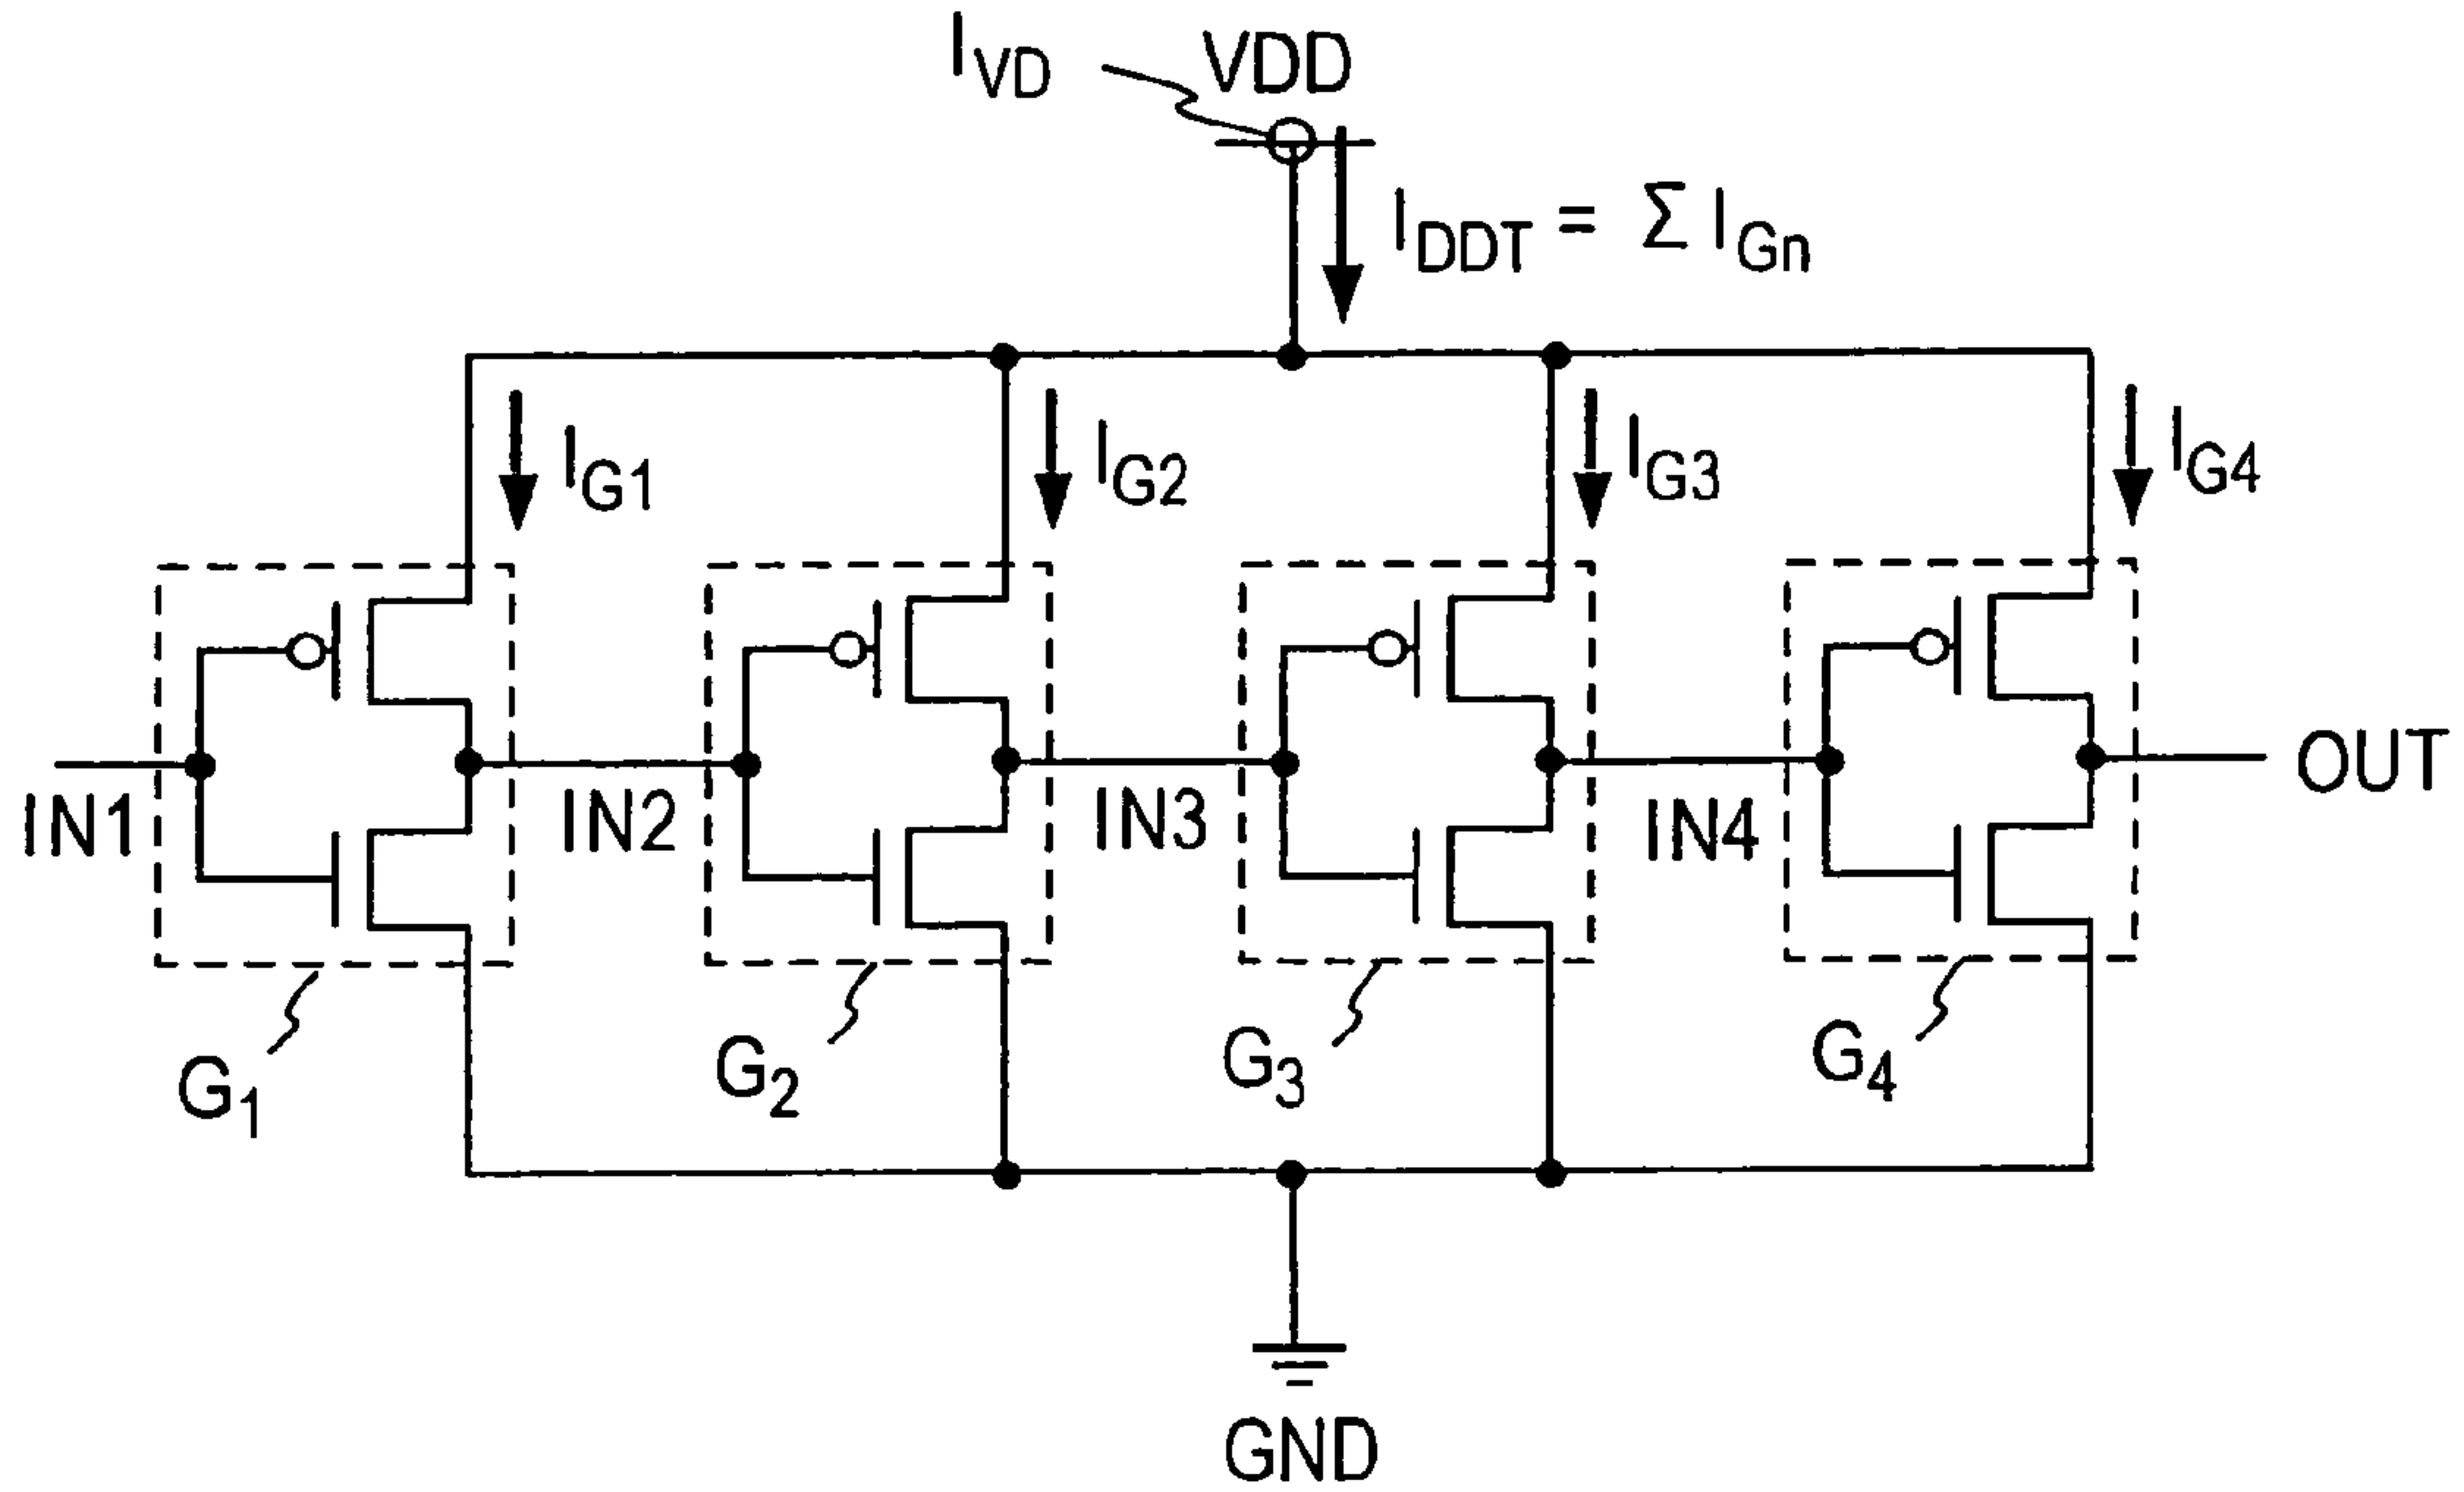 I_VD
VDD
I_DDT = Σ I_Gn
I_G1
I_G2
I_G3
I_G4
IN1
IN2
IN3
IN4
OUT
G_1
G_2
G_3
G_4
GND